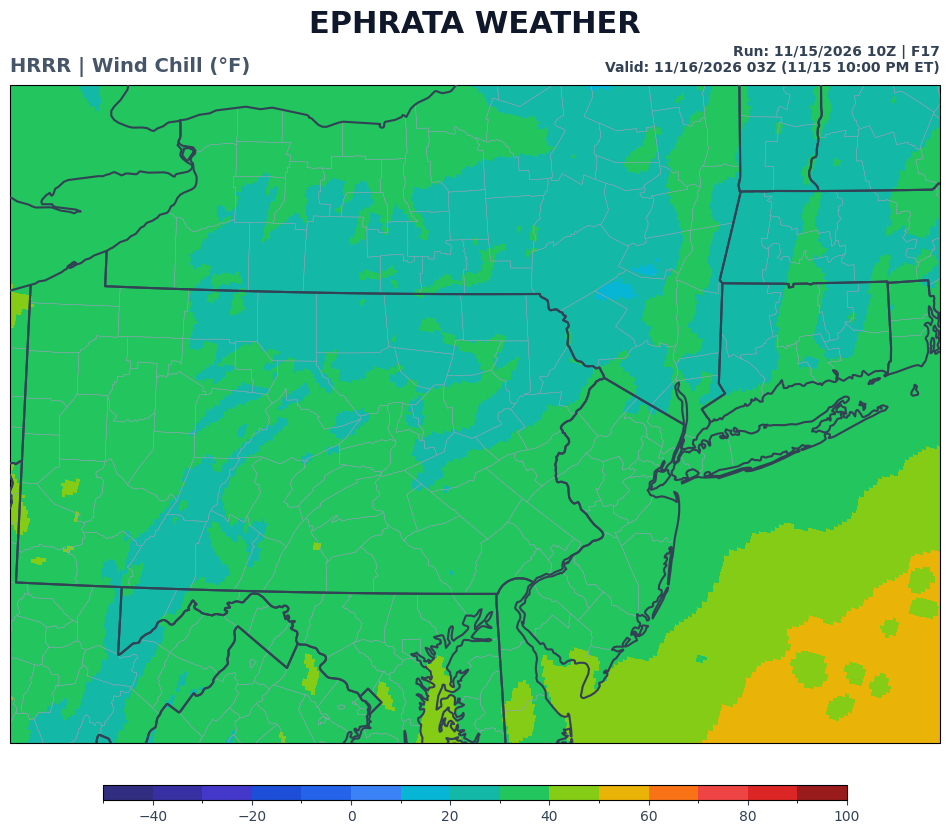 EPHRATA WEATHER
HRRR | Wind Chill (°F)
Run: 11/15/2026 10Z | F17
Valid: 11/16/2026 03Z (11/15 10:00 PM ET)
−40 −20 0 20 40 60 80 100